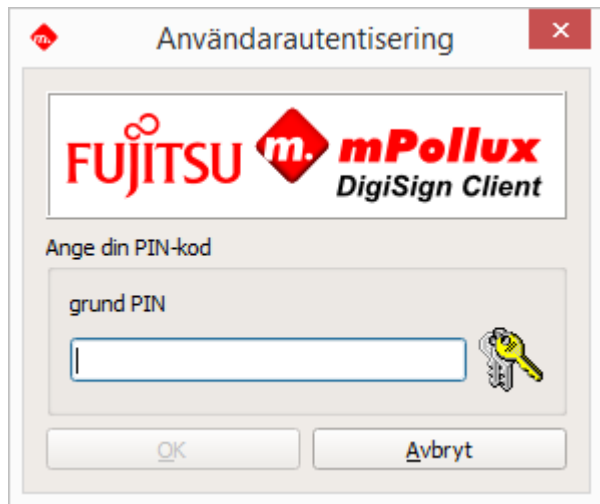 m. Användarautentisering
FUJITSU m. mPollux
DigiSign Client
Ange din PIN-kod
grund PIN
OK Avbryt